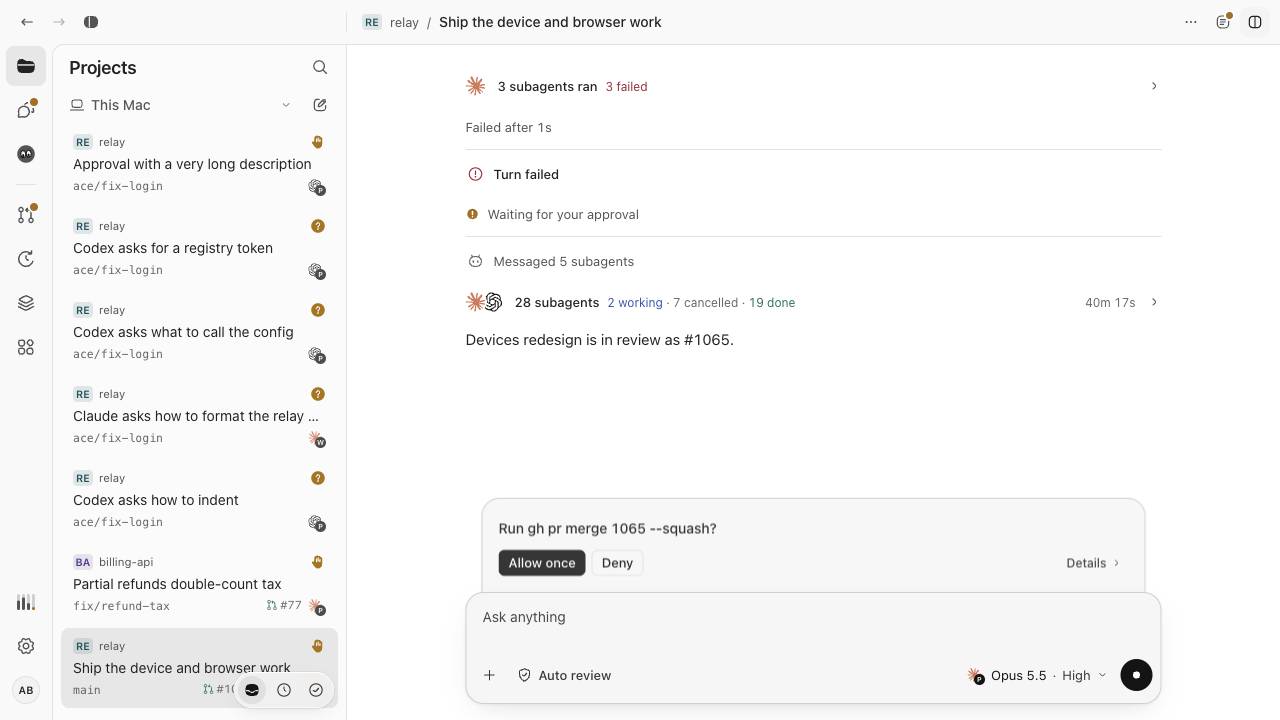 RE relay / Ship the device and browser work
Projects
This Mac
RE relay
Approval with a very long description
ace/fix-login
P
RE relay ?
Codex asks for a registry token
ace/fix-login
P
RE relay ?
Codex asks what to call the config
ace/fix-login
P
RE relay ?
Claude asks how to format the relay ...
ace/fix-login
W
RE relay ?
Codex asks how to indent
ace/fix-login
P
BA billing-api
Partial refunds double-count tax
fix/refund-tax #77
P
RE relay
Ship the device and browser work
main #10
AB
3 subagents ran 3 failed
Failed after 1s
Turn failed
Waiting for your approval
Messaged 5 subagents
28 subagents 2 working · 7 cancelled · 19 done 40m 17s
Devices redesign is in review as #1065.
Run gh pr merge 1065 --squash?
Allow once Deny Details
Ask anything
Auto review P Opus 5.5 · High